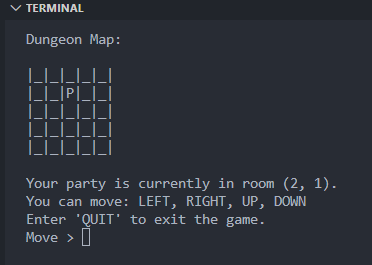 TERMINAL
Dungeon Map:
|_|_|_|_|_|
|_|_|P|_|_|
|_|_|_|_|_|
|_|_|_|_|_|
|_|_|_|_|_|
Your party is currently in room (2, 1).
You can move: LEFT, RIGHT, UP, DOWN
Enter 'QUIT' to exit the game.
Move >